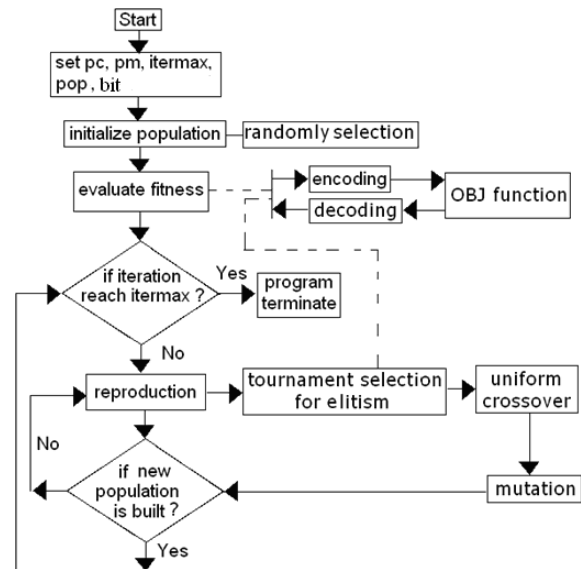 Start
set pc, pm, itermax,
pop, bit
initialize population
randomly selection
evaluate fitness
encoding
decoding
OBJ function
if iteration
reach itermax ?
Yes
program
terminate
No
reproduction
tournament selection
for elitism
uniform
crossover
No
if new
population
is built ?
mutation
Yes